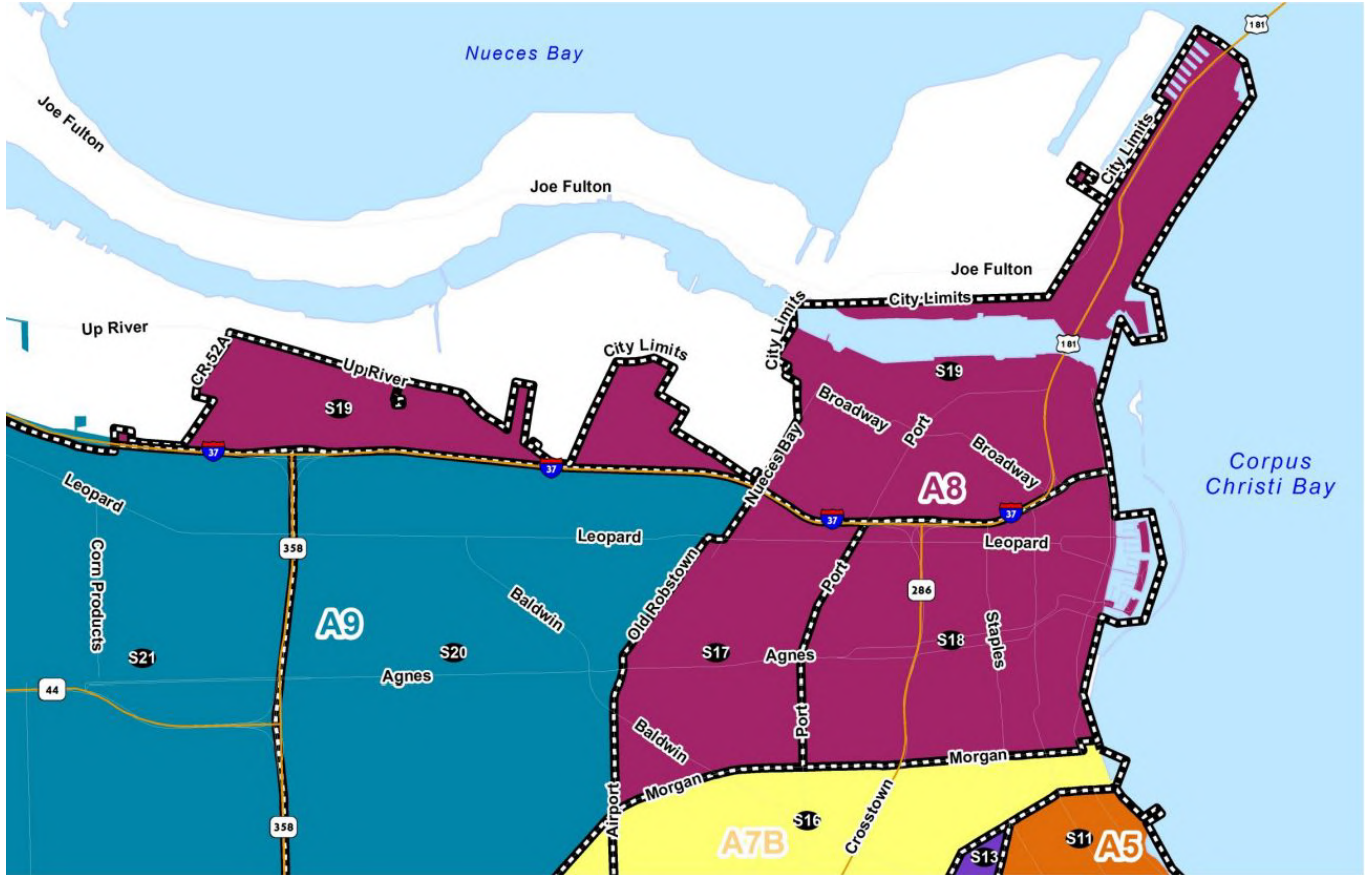 181
Nueces Bay
Joe Fulton
City Limits
Joe Fulton
Joe Fulton
City Limits
City Limits
Up River
CR-52A
Up River
City Limits
181
S19
S19
Broadway
Port
Broadway
37
37
Nueces Bay
A8
Corpus
Christi Bay
Leopard
37
37
Leopard
Leopard
358
Corn Products
Port
286
Baldwin
Old Robstown
Staples
A9
S21
S20
S17
Agnes
S18
Agnes
44
Port
Baldwin
Morgan
Morgan
Airport
Crosstown
358
S16
A7B
S13
S11
A5